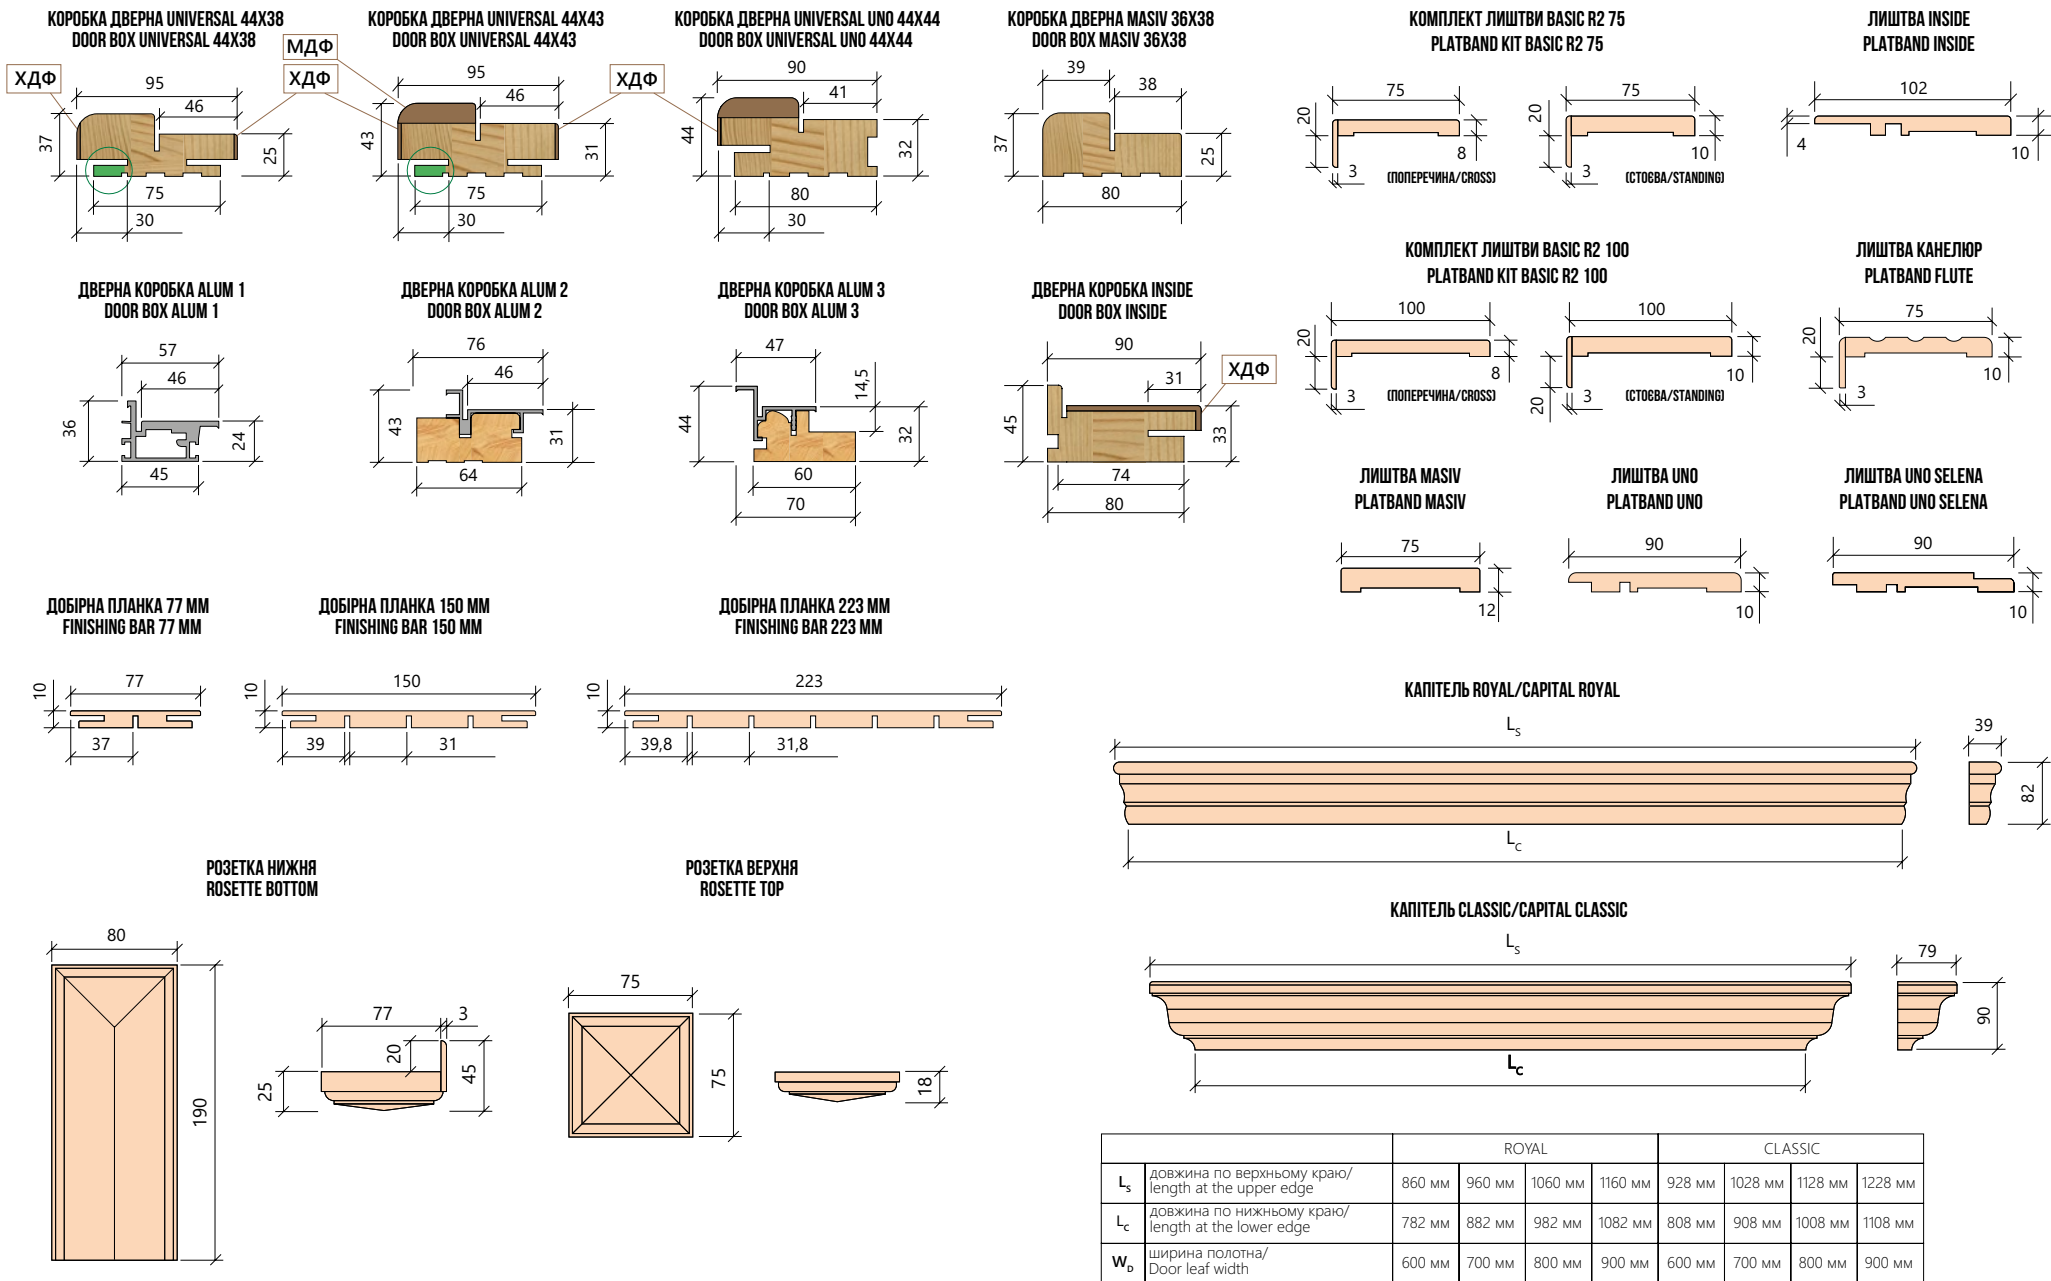 КОРОБКА ДВЕРНА UNIVERSAL 44X38
DOOR BOX UNIVERSAL 44X38
ХДФ
95
46
37
25
75
30
КОРОБКА ДВЕРНА UNIVERSAL 44X43
DOOR BOX UNIVERSAL 44X43
МДФ
ХДФ
95
46
43
31
75
30
КОРОБКА ДВЕРНА UNIVERSAL UNO 44X44
DOOR BOX UNIVERSAL UNO 44X44
ХДФ
90
41
44
32
80
30
КОРОБКА ДВЕРНА MASIV 36X38
DOOR BOX MASIV 36X38
39
38
37
25
80
КОМПЛЕКТ ЛИШТВИ BASIC R2 75
PLATBAND KIT BASIC R2 75
75
20
8
3
(ПОПЕРЕЧИНА/CROSS)
75
20
10
3
(СТОЄВА/STANDING)
ЛИШТВА INSIDE
PLATBAND INSIDE
102
4
10
ДВЕРНА КОРОБКА ALUM 1
DOOR BOX ALUM 1
57
46
36
24
45
ДВЕРНА КОРОБКА ALUM 2
DOOR BOX ALUM 2
76
46
43
31
64
ДВЕРНА КОРОБКА ALUM 3
DOOR BOX ALUM 3
47
14,5
44
32
60
70
ДВЕРНА КОРОБКА INSIDE
DOOR BOX INSIDE
90
ХДФ
31
45
33
74
80
КОМПЛЕКТ ЛИШТВИ BASIC R2 100
PLATBAND KIT BASIC R2 100
100
20
8
3
(ПОПЕРЕЧИНА/CROSS)
100
10
20
3
(СТОЄВА/STANDING)
ЛИШТВА КАНЕЛЮР
PLATBAND FLUTE
75
20
10
3
ЛИШТВА MASIV
PLATBAND MASIV
75
12
ЛИШТВА UNO
PLATBAND UNO
90
10
ЛИШТВА UNO SELENA
PLATBAND UNO SELENA
90
10
ДОБІРНА ПЛАНКА 77 ММ
FINISHING BAR 77 MM
77
10
37
ДОБІРНА ПЛАНКА 150 ММ
FINISHING BAR 150 MM
150
10
39
31
ДОБІРНА ПЛАНКА 223 ММ
FINISHING BAR 223 MM
223
10
39,8
31,8
КАПІТЕЛЬ ROYAL/CAPITAL ROYAL
Ls
39
82
Lc
РОЗЕТКА НИЖНЯ
ROSETTE BOTTOM
80
190
77
3
20
25
45
РОЗЕТКА ВЕРХНЯ
ROSETTE TOP
75
75
18
КАПІТЕЛЬ CLASSIC/CAPITAL CLASSIC
Ls
79
90
Lc
ROYAL CLASSIC
Ls довжина по верхньому краю/
length at the upper edge 860 мм 960 мм 1060 мм 1160 мм 928 мм 1028 мм 1128 мм 1228 мм
Lc довжина по нижньому краю/
length at the lower edge 782 мм 882 мм 982 мм 1082 мм 808 мм 908 мм 1008 мм 1108 мм
WD ширина полотна/
Door leaf width 600 мм 700 мм 800 мм 900 мм 600 мм 700 мм 800 мм 900 мм